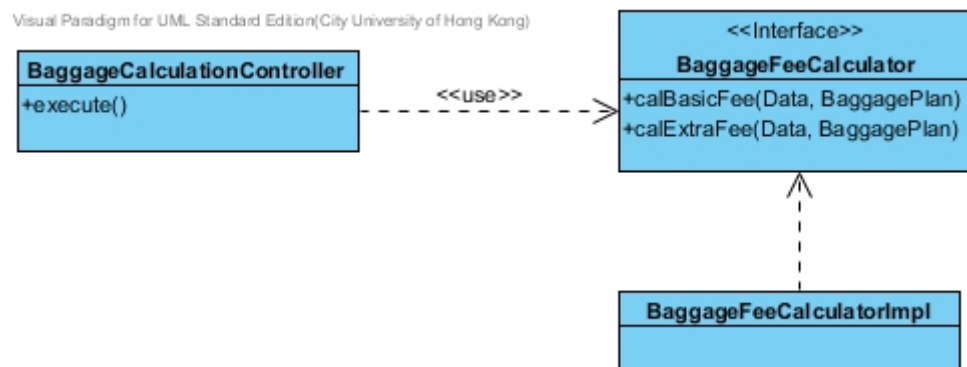 Visual Paradigm for UML Standard Edition(City University of Hong Kong)
BaggageCalculationController
+execute()
<<use>>
<<Interface>>
BaggageFeeCalculator
+calBasicFee(Data, BaggagePlan)
+calExtraFee(Data, BaggagePlan)
BaggageFeeCalculatorImpl